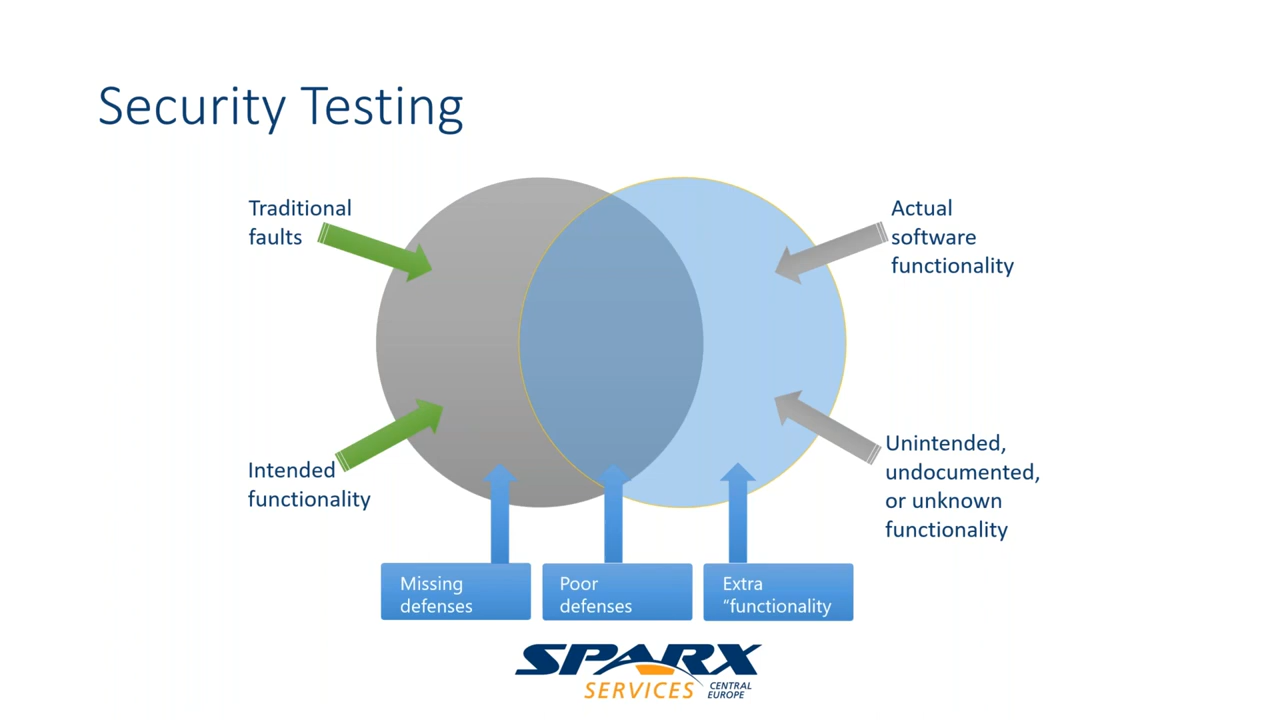 Security Testing
Traditional
faults
Actual
software
functionality
Intended
functionality
Unintended,
undocumented,
or unknown
functionality
Missing
defenses
Poor
defenses
Extra
“functionality
SPARX
SERVICES
CENTRAL
EUROPE